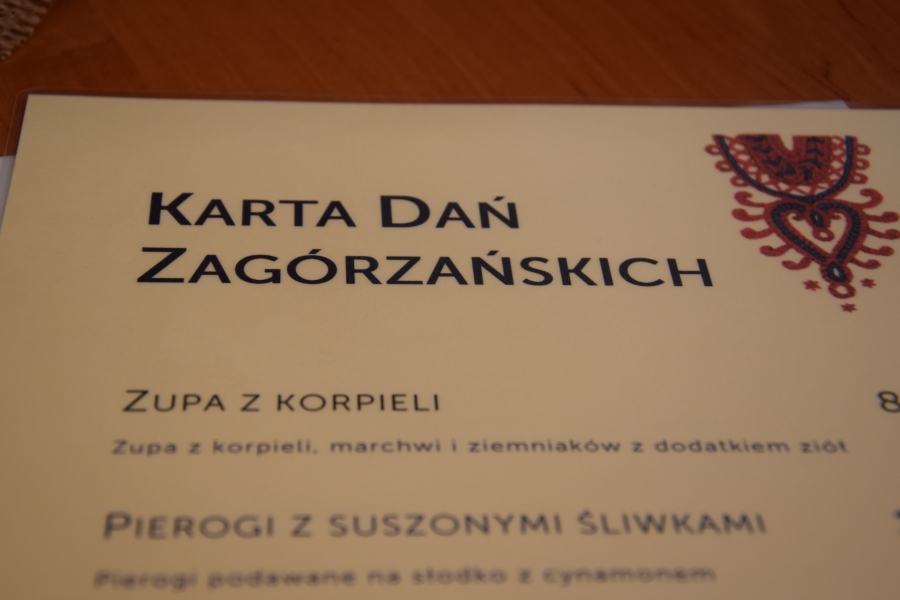 Karta Dań
Zagórzańskich
Zupa z korpieli 8
Zupa z korpieli, marchwi i ziemniaków z dodatkiem ziół
Pierogi z suszonymi śliwkami
Pierogi podawane na słodko z cynamonem